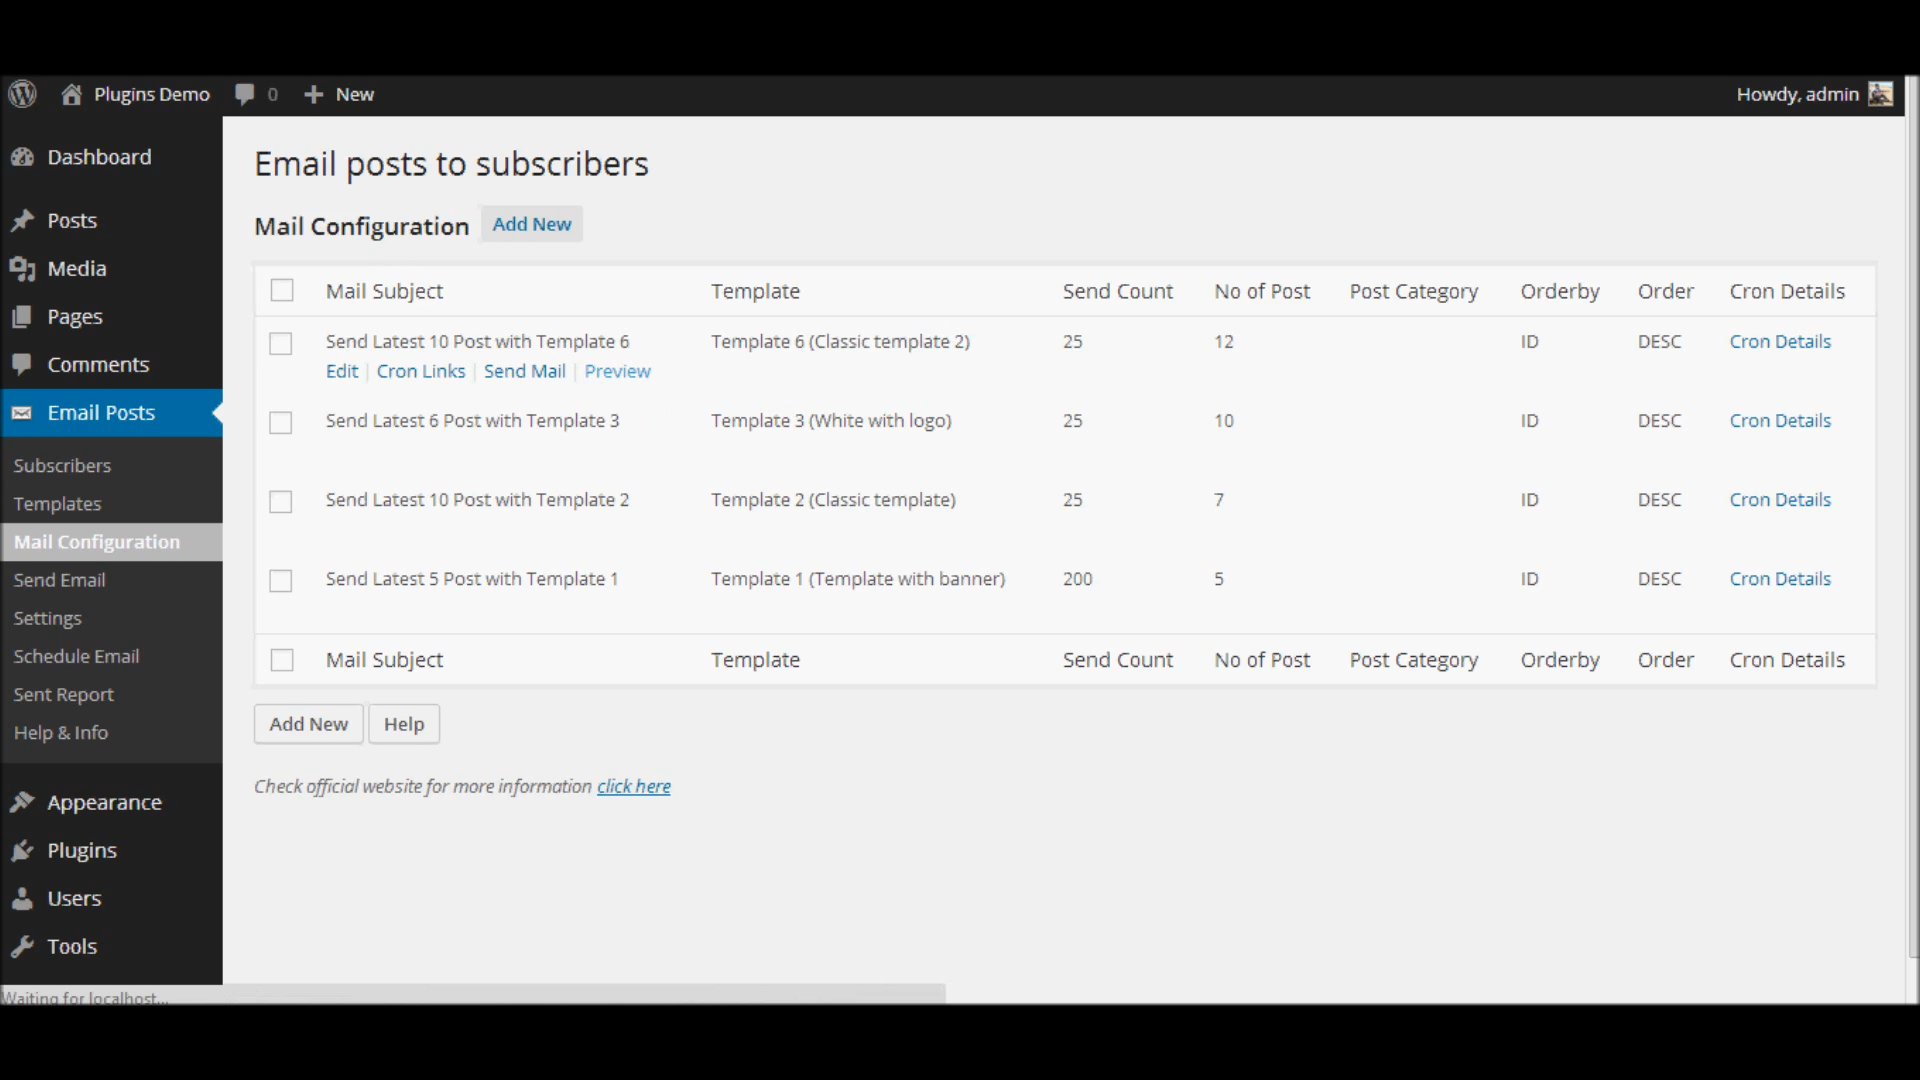 Plugins Demo 0 New Howdy, admin
Dashboard
Posts
Media
Pages
Comments
Email Posts
Subscribers
Templates
Mail Configuration
Send Email
Settings
Schedule Email
Sent Report
Help & Info
Appearance
Plugins
Users
Tools
Email posts to subscribers
Mail Configuration Add New
Mail Subject Template Send Count No of Post Post Category Orderby Order Cron Details
Send Latest 10 Post with Template 6 Template 6 (Classic template 2) 25 12 ID DESC Cron Details
Edit | Cron Links | Send Mail | Preview
Send Latest 6 Post with Template 3 Template 3 (White with logo) 25 10 ID DESC Cron Details
Send Latest 10 Post with Template 2 Template 2 (Classic template) 25 7 ID DESC Cron Details
Send Latest 5 Post with Template 1 Template 1 (Template with banner) 200 5 ID DESC Cron Details
Mail Subject Template Send Count No of Post Post Category Orderby Order Cron Details
Add New Help
Check official website for more information click here
Waiting for localhost...